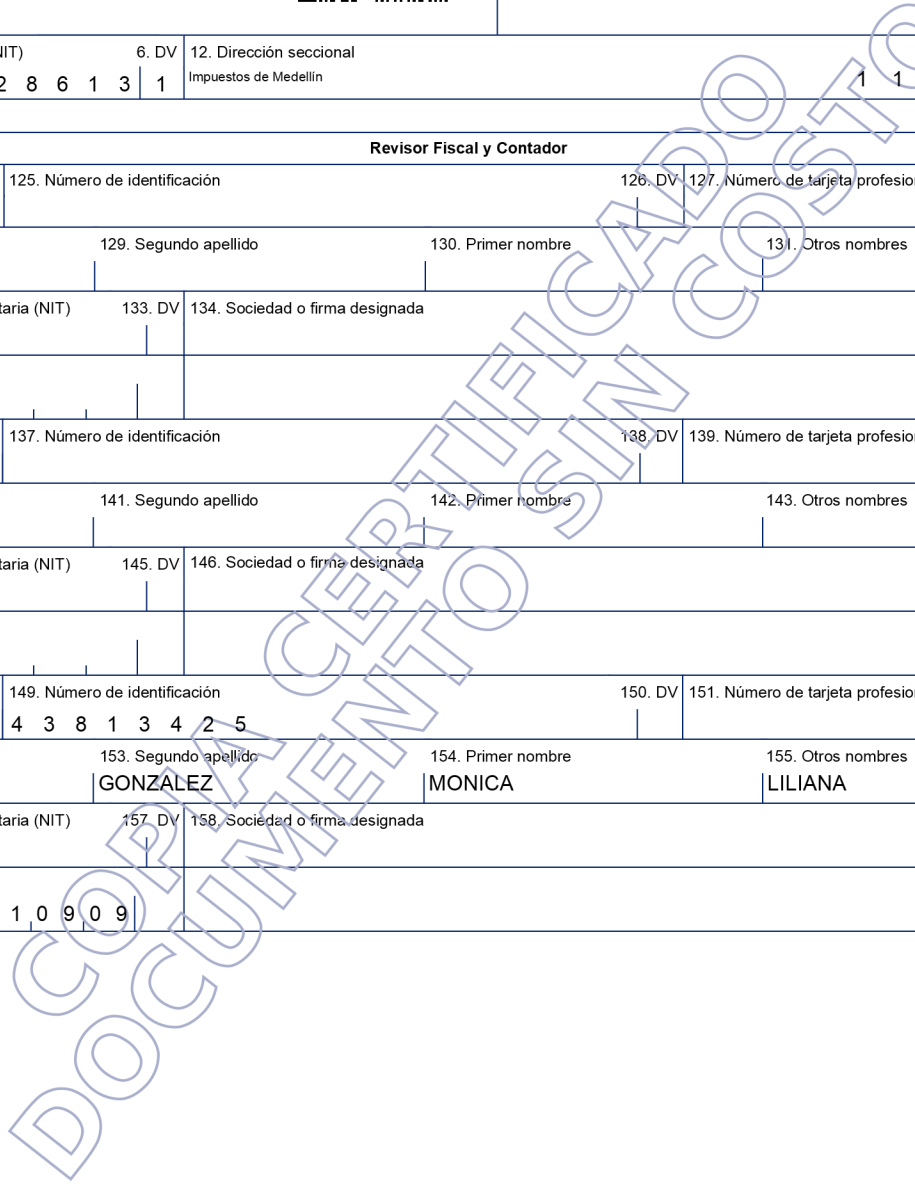 NIT) 6. DV 12. Dirección seccional
2 8 6 1 3 1 Impuestos de Medellín 1 1
Revisor Fiscal y Contador
125. Número de identificación 126. DV 127. Número de tarjeta profesion
129. Segundo apellido 130. Primer nombre 131. Otros nombres
taria (NIT) 133. DV 134. Sociedad o firma designada
137. Número de identificación 138. DV 139. Número de tarjeta profesion
141. Segundo apellido 142. Primer nombre 143. Otros nombres
taria (NIT) 145. DV 146. Sociedad o firma designada
149. Número de identificación 150. DV 151. Número de tarjeta profesion
4 3 8 1 3 4 2 5
153. Segundo apellido 154. Primer nombre 155. Otros nombres
GONZALEZ MONICA LILIANA
taria (NIT) 157. DV 158. Sociedad o firma designada
1 0 9 0 9
COPIA CERTIFICADO
DOCUMENTO SIN COSTO